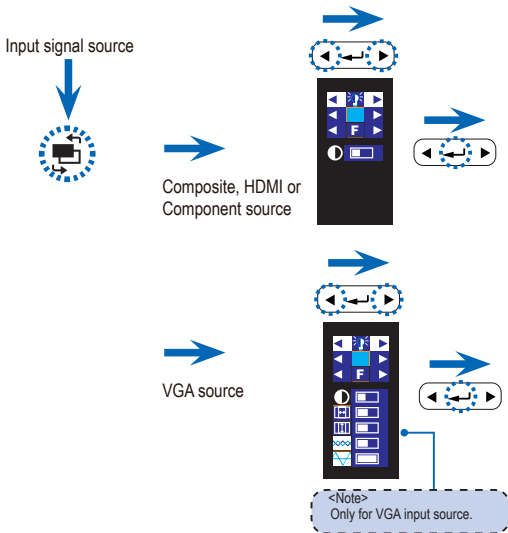 Input signal source
F
Composite, HDMI or
Component source
F
VGA source
<Note>
Only for VGA input source.